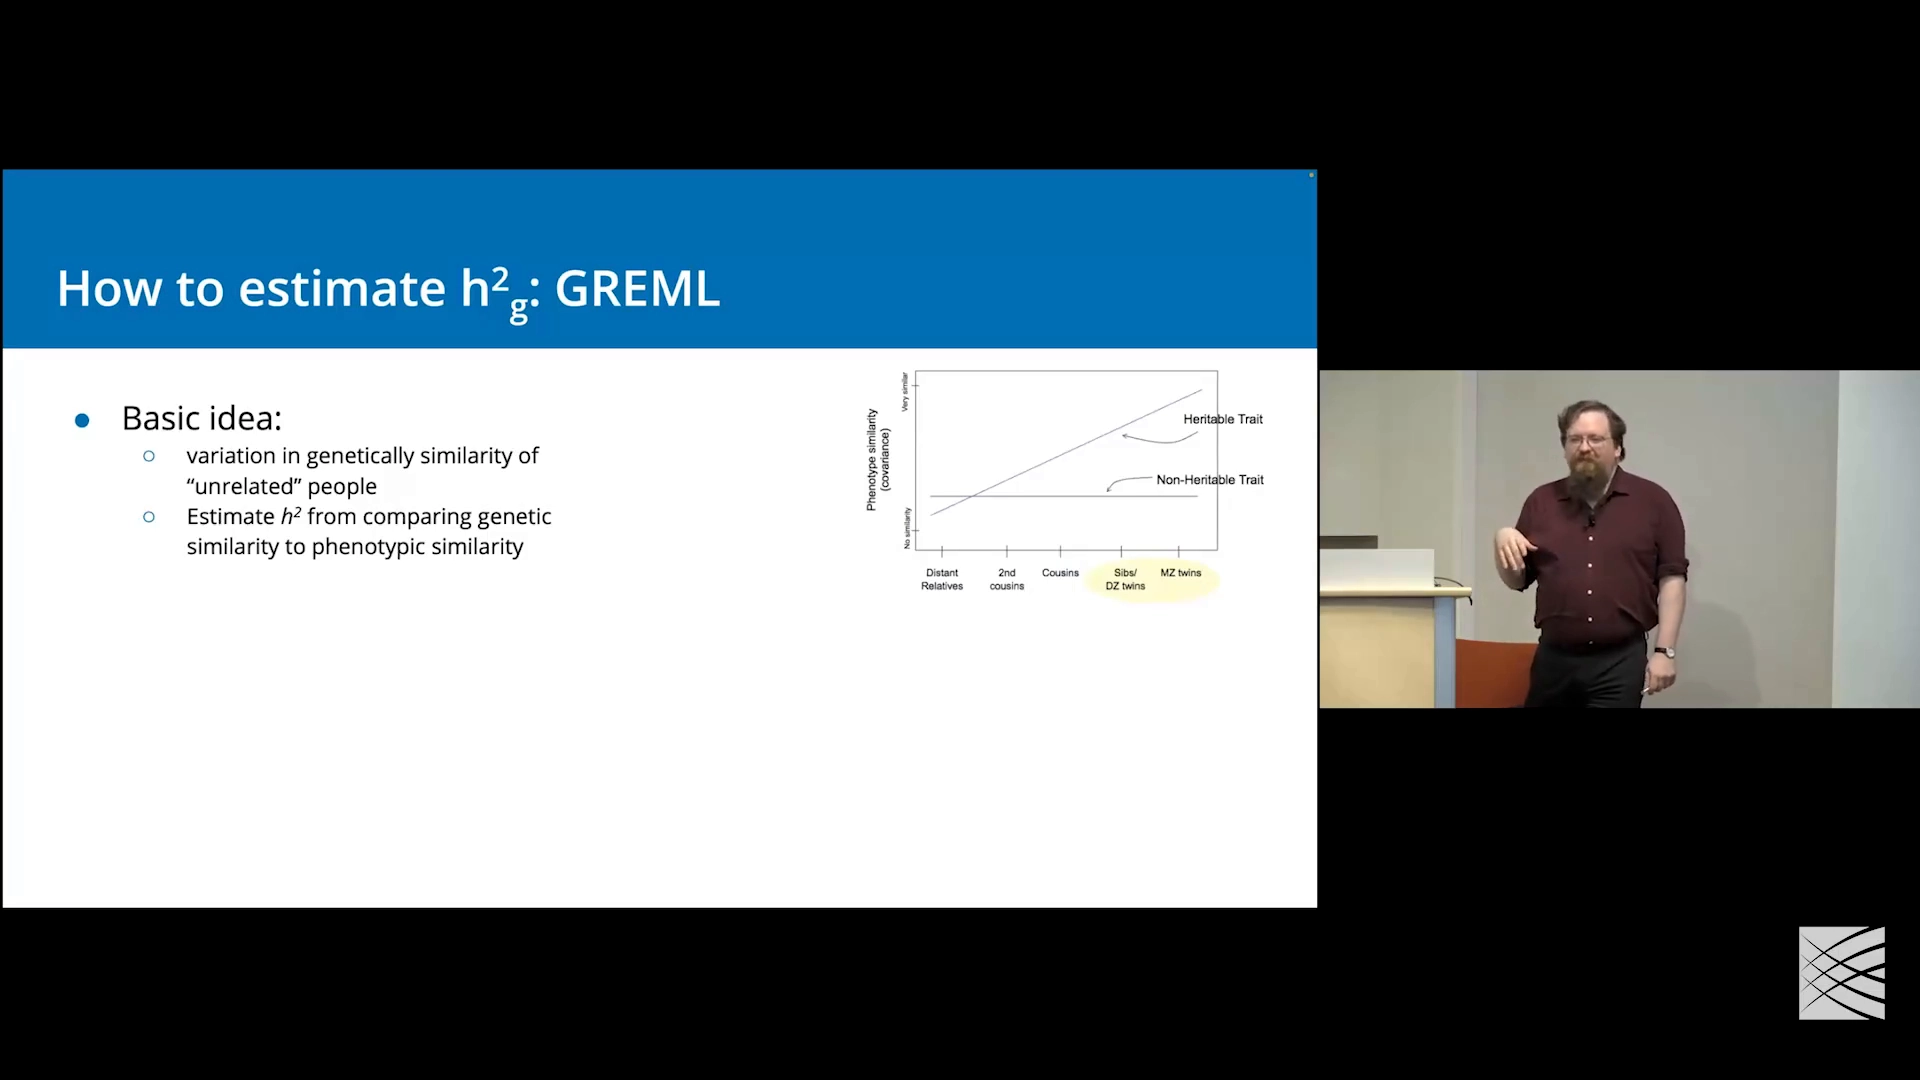 How to estimate h²g: GREML
● Basic idea:
○ variation in genetically similarity of
“unrelated” people
○ Estimate h² from comparing genetic
similarity to phenotypic similarity
Phenotype similarity
(covariance)
Very similar
No similarity
Heritable Trait
Non-Heritable Trait
Distant
Relatives
2nd
cousins
Cousins
Sibs/
DZ twins
MZ twins